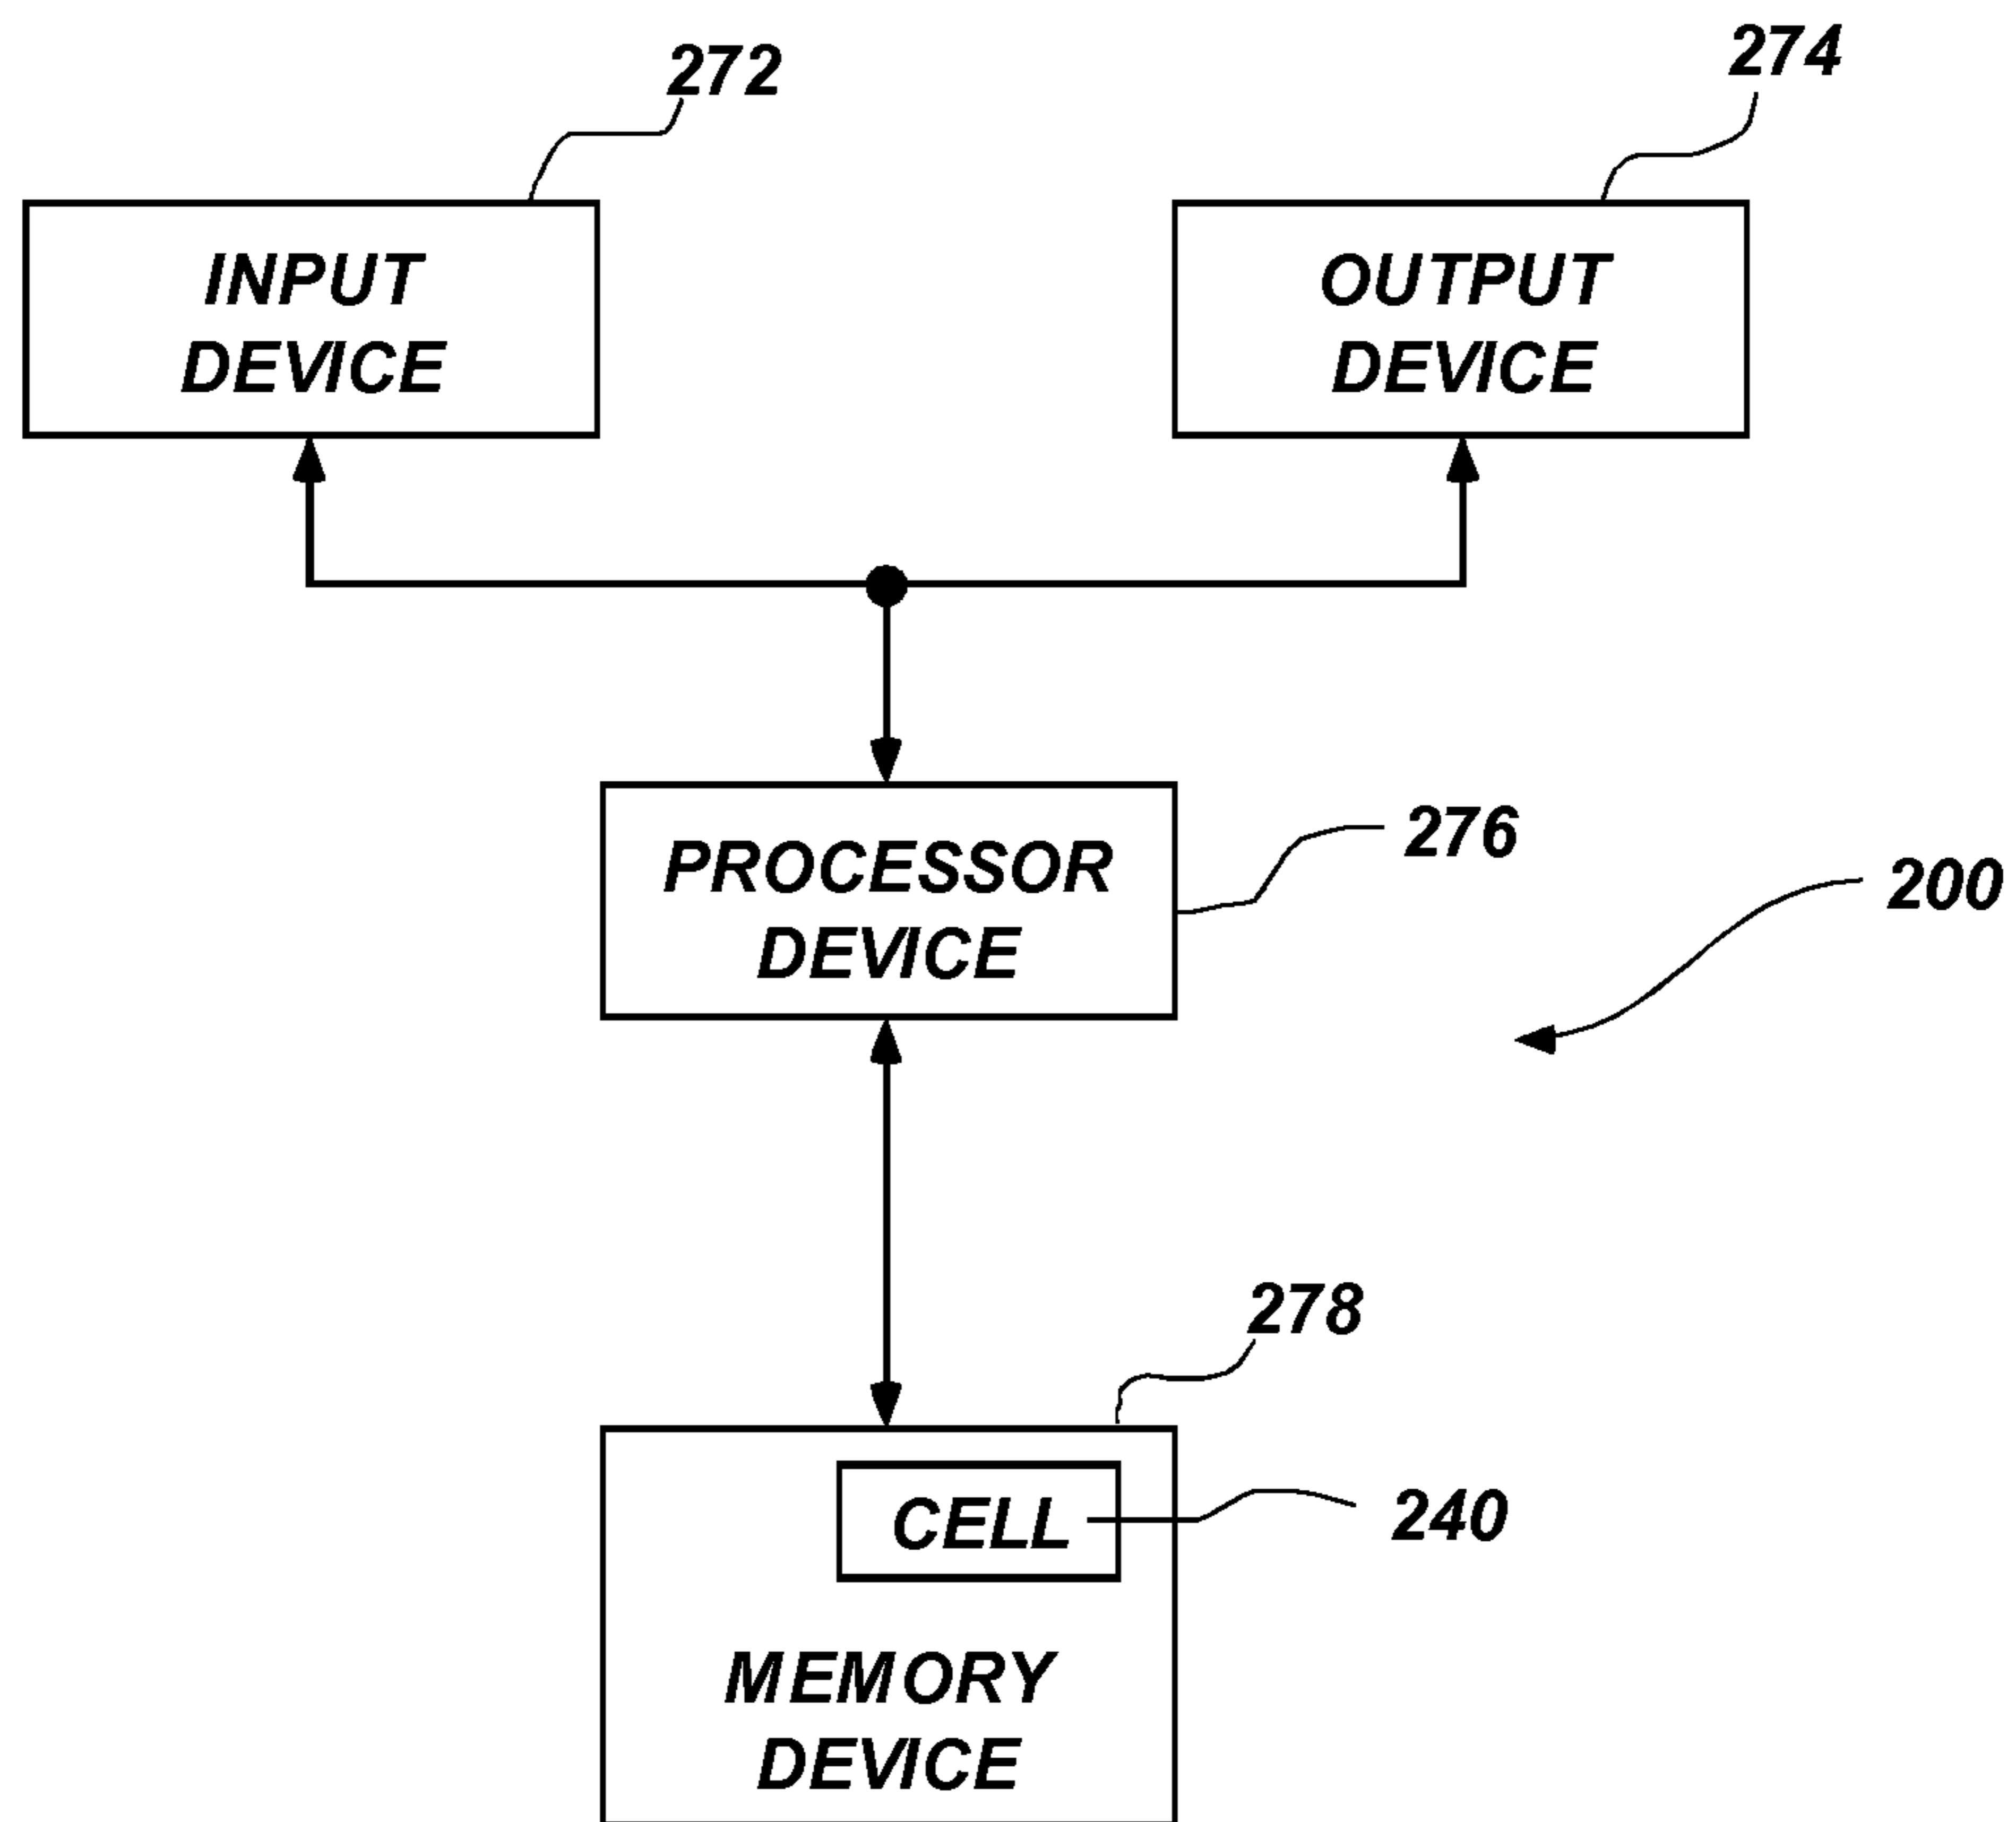 272
274
INPUT
DEVICE
OUTPUT
DEVICE
PROCESSOR
DEVICE
276
200
278
CELL
240
MEMORY
DEVICE